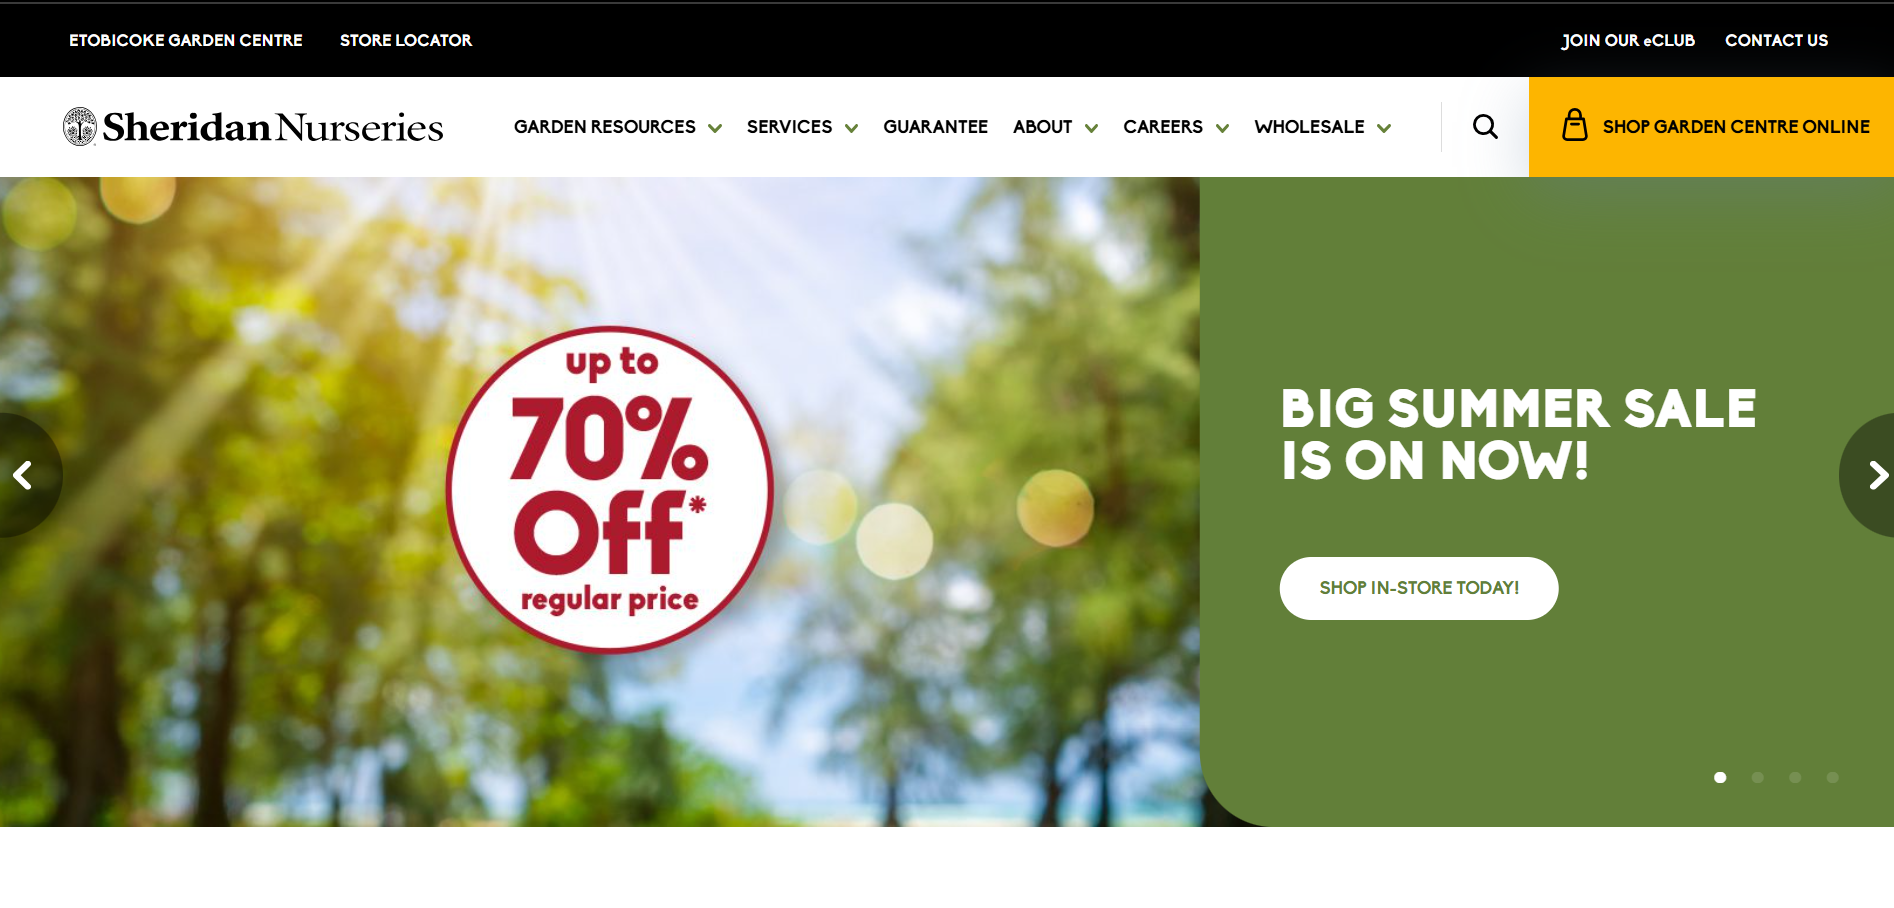 ETOBICOKE GARDEN CENTRE STORE LOCATOR JOIN OUR eCLUB CONTACT US
Sheridan Nurseries GARDEN RESOURCES SERVICES GUARANTEE ABOUT CAREERS WHOLESALE SHOP GARDEN CENTRE ONLINE
up to
70%
Off*
regular price
BIG SUMMER SALE
IS ON NOW!
SHOP IN-STORE TODAY!